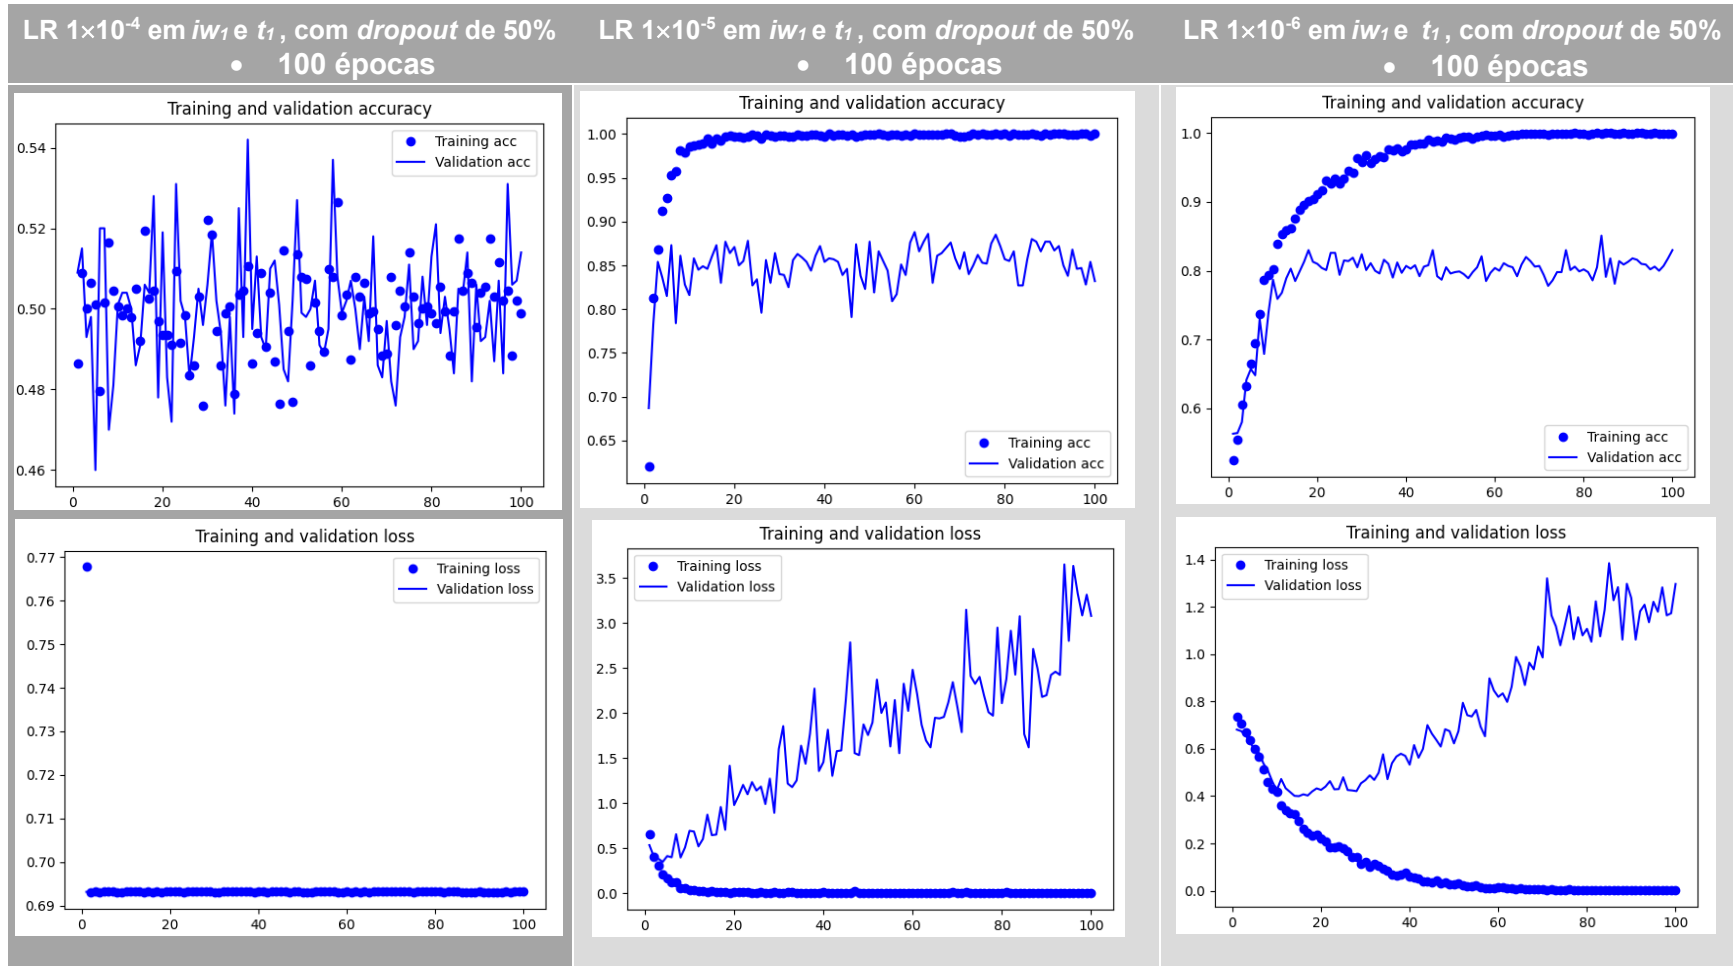 LR 1×10⁻⁴ em iw₁ e t₁ , com dropout de 50%
• 100 épocas
LR 1×10⁻⁵ em iw₁ e t₁ , com dropout de 50%
• 100 épocas
LR 1×10⁻⁶ em iw₁ e t₁ , com dropout de 50%
• 100 épocas
Training and validation accuracy
Training acc
Validation acc
0.54
0.52
0.50
0.48
0.46
0 20 40 60 80 100
Training and validation accuracy
1.00
0.95
0.90
0.85
0.80
0.75
0.70
0.65
Training acc
Validation acc
0 20 40 60 80 100
Training and validation accuracy
1.0
0.9
0.8
0.7
0.6
Training acc
Validation acc
0 20 40 60 80 100
Training and validation loss
Training loss
Validation loss
0.77
0.76
0.75
0.74
0.73
0.72
0.71
0.70
0.69
0 20 40 60 80 100
Training and validation loss
Training loss
Validation loss
3.5
3.0
2.5
2.0
1.5
1.0
0.5
0.0
0 20 40 60 80 100
Training and validation loss
Training loss
Validation loss
1.4
1.2
1.0
0.8
0.6
0.4
0.2
0.0
0 20 40 60 80 100